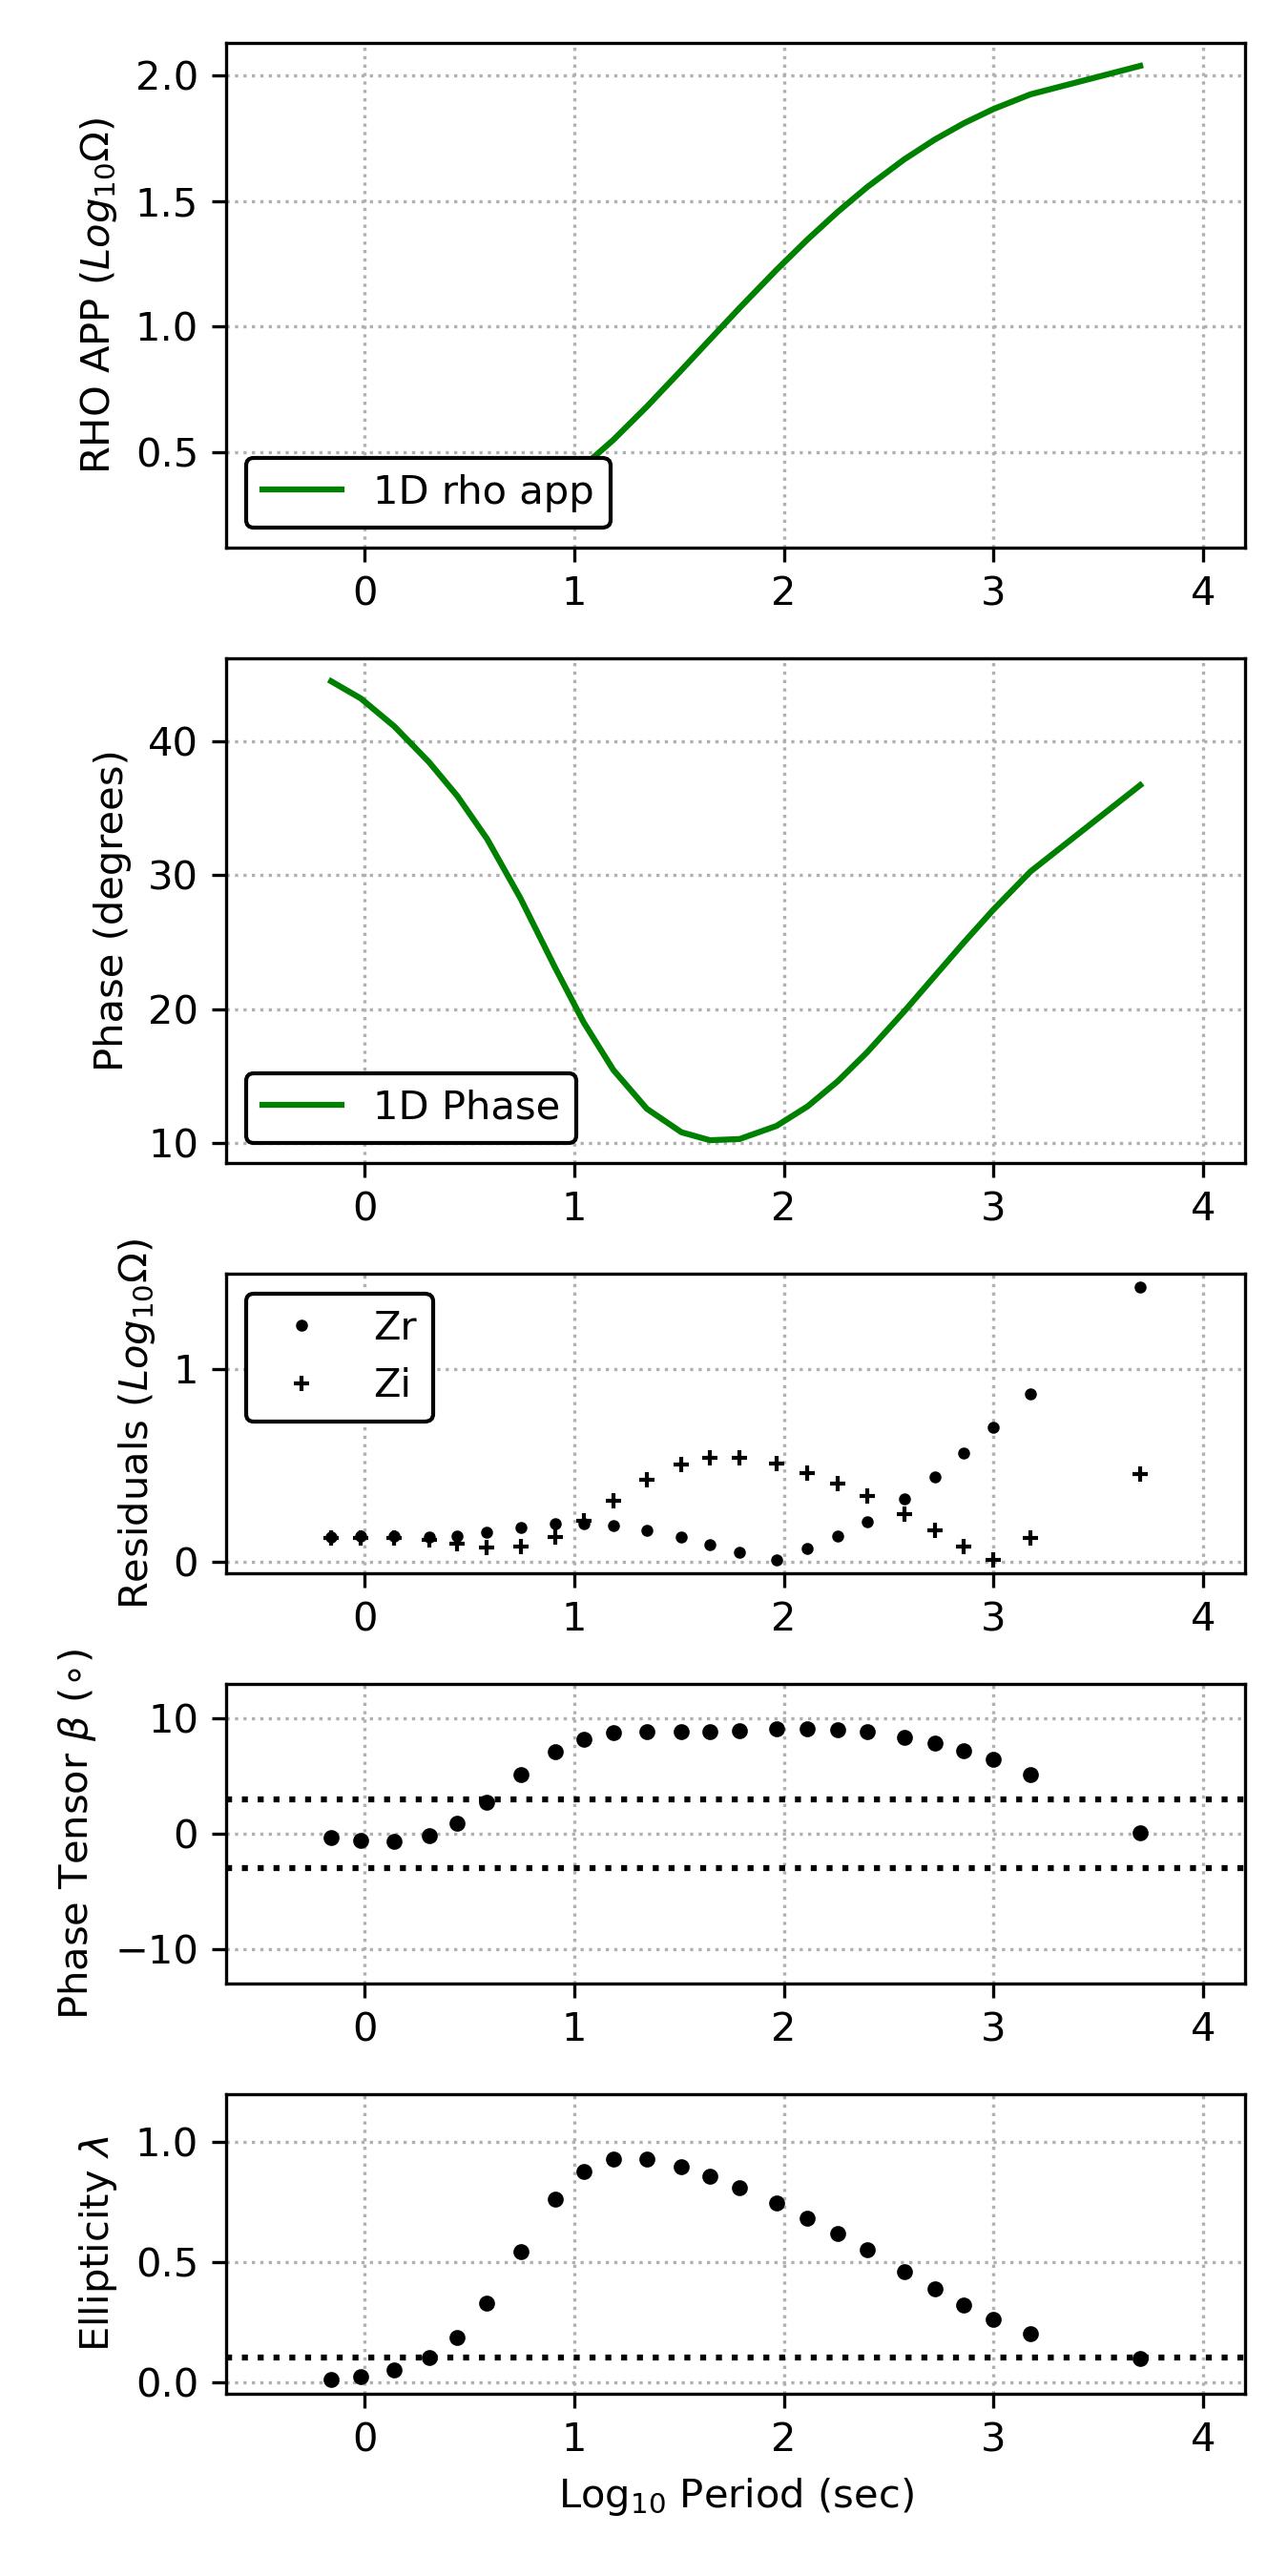 RHO APP (Log10Ω)
2.0
1.5
1.0
0.5
1D rho app
0 1 2 3 4
Phase (degrees)
40
30
20
10
1D Phase
0 1 2 3 4
Residuals (Log10Ω)
1
0
Zr
Zi
0 1 2 3 4
Phase Tensor β (∘)
10
0
−10
0 1 2 3 4
Ellipticity λ
1.0
0.5
0.0
0 1 2 3 4
Log10 Period (sec)